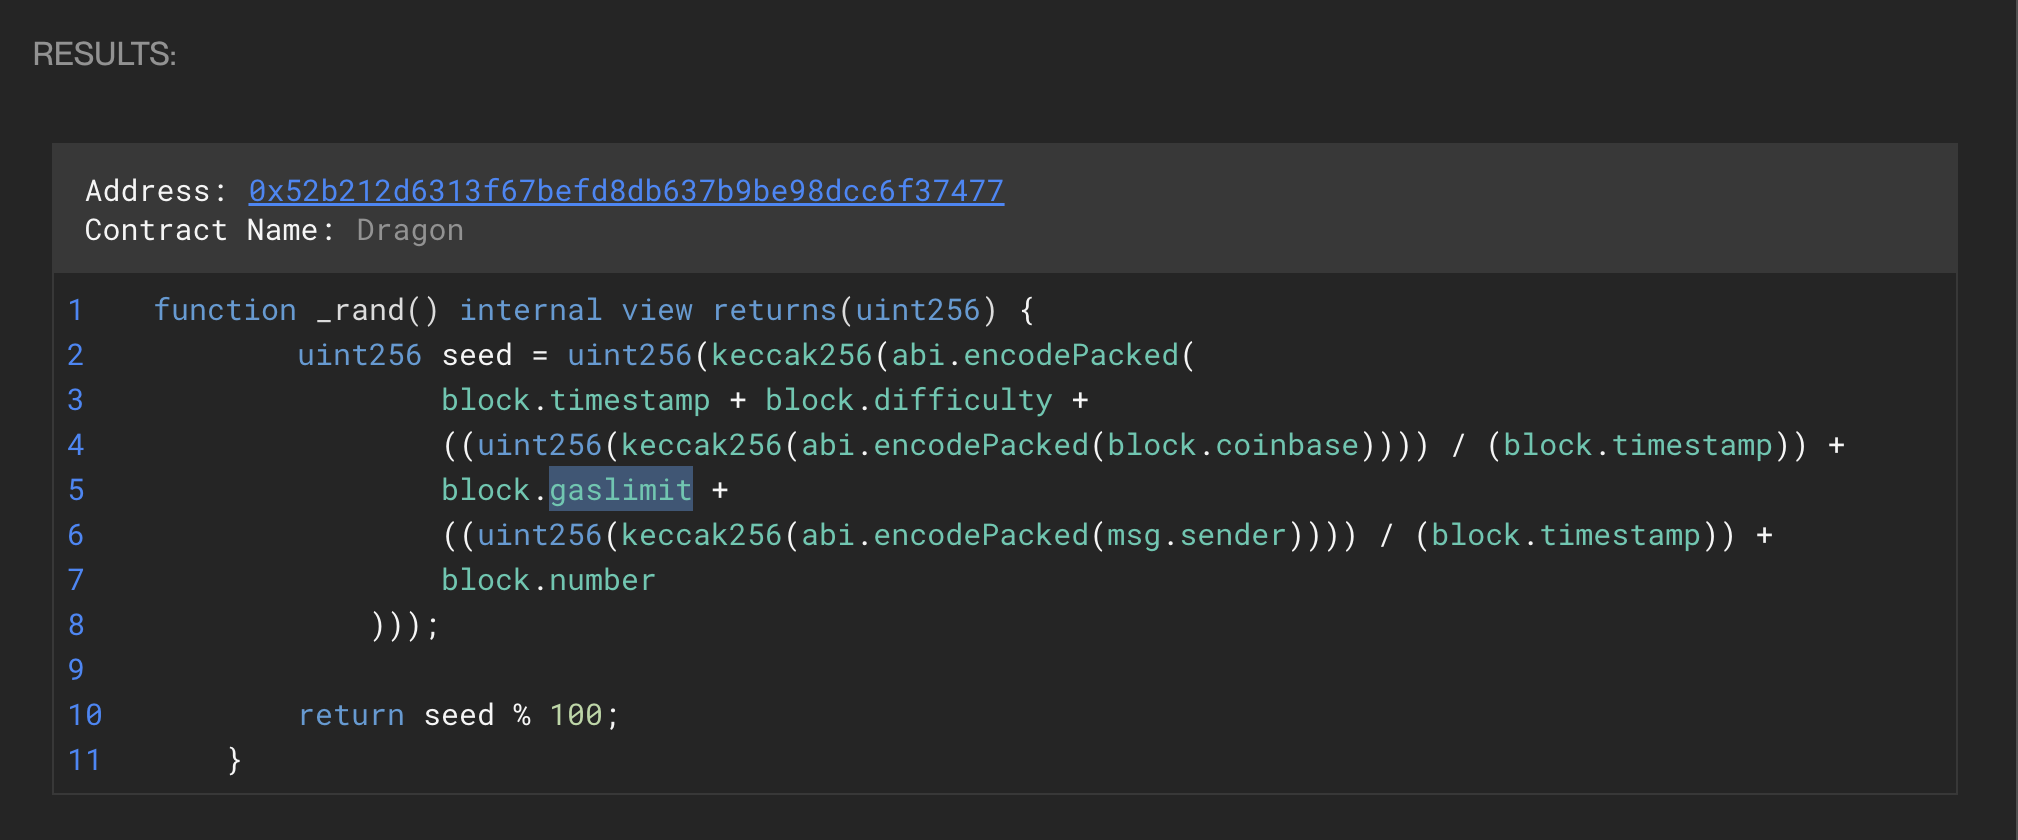 RESULTS:
Address: 0x52b212d6313f67befd8db637b9be98dcc6f37477
Contract Name: Dragon
1 function _rand() internal view returns(uint256) {
2 uint256 seed = uint256(keccak256(abi.encodePacked(
3 block.timestamp + block.difficulty +
4 ((uint256(keccak256(abi.encodePacked(block.coinbase)))) / (block.timestamp)) +
5 block.gaslimit +
6 ((uint256(keccak256(abi.encodePacked(msg.sender)))) / (block.timestamp)) +
7 block.number
8 )));
9
10 return seed % 100;
11 }